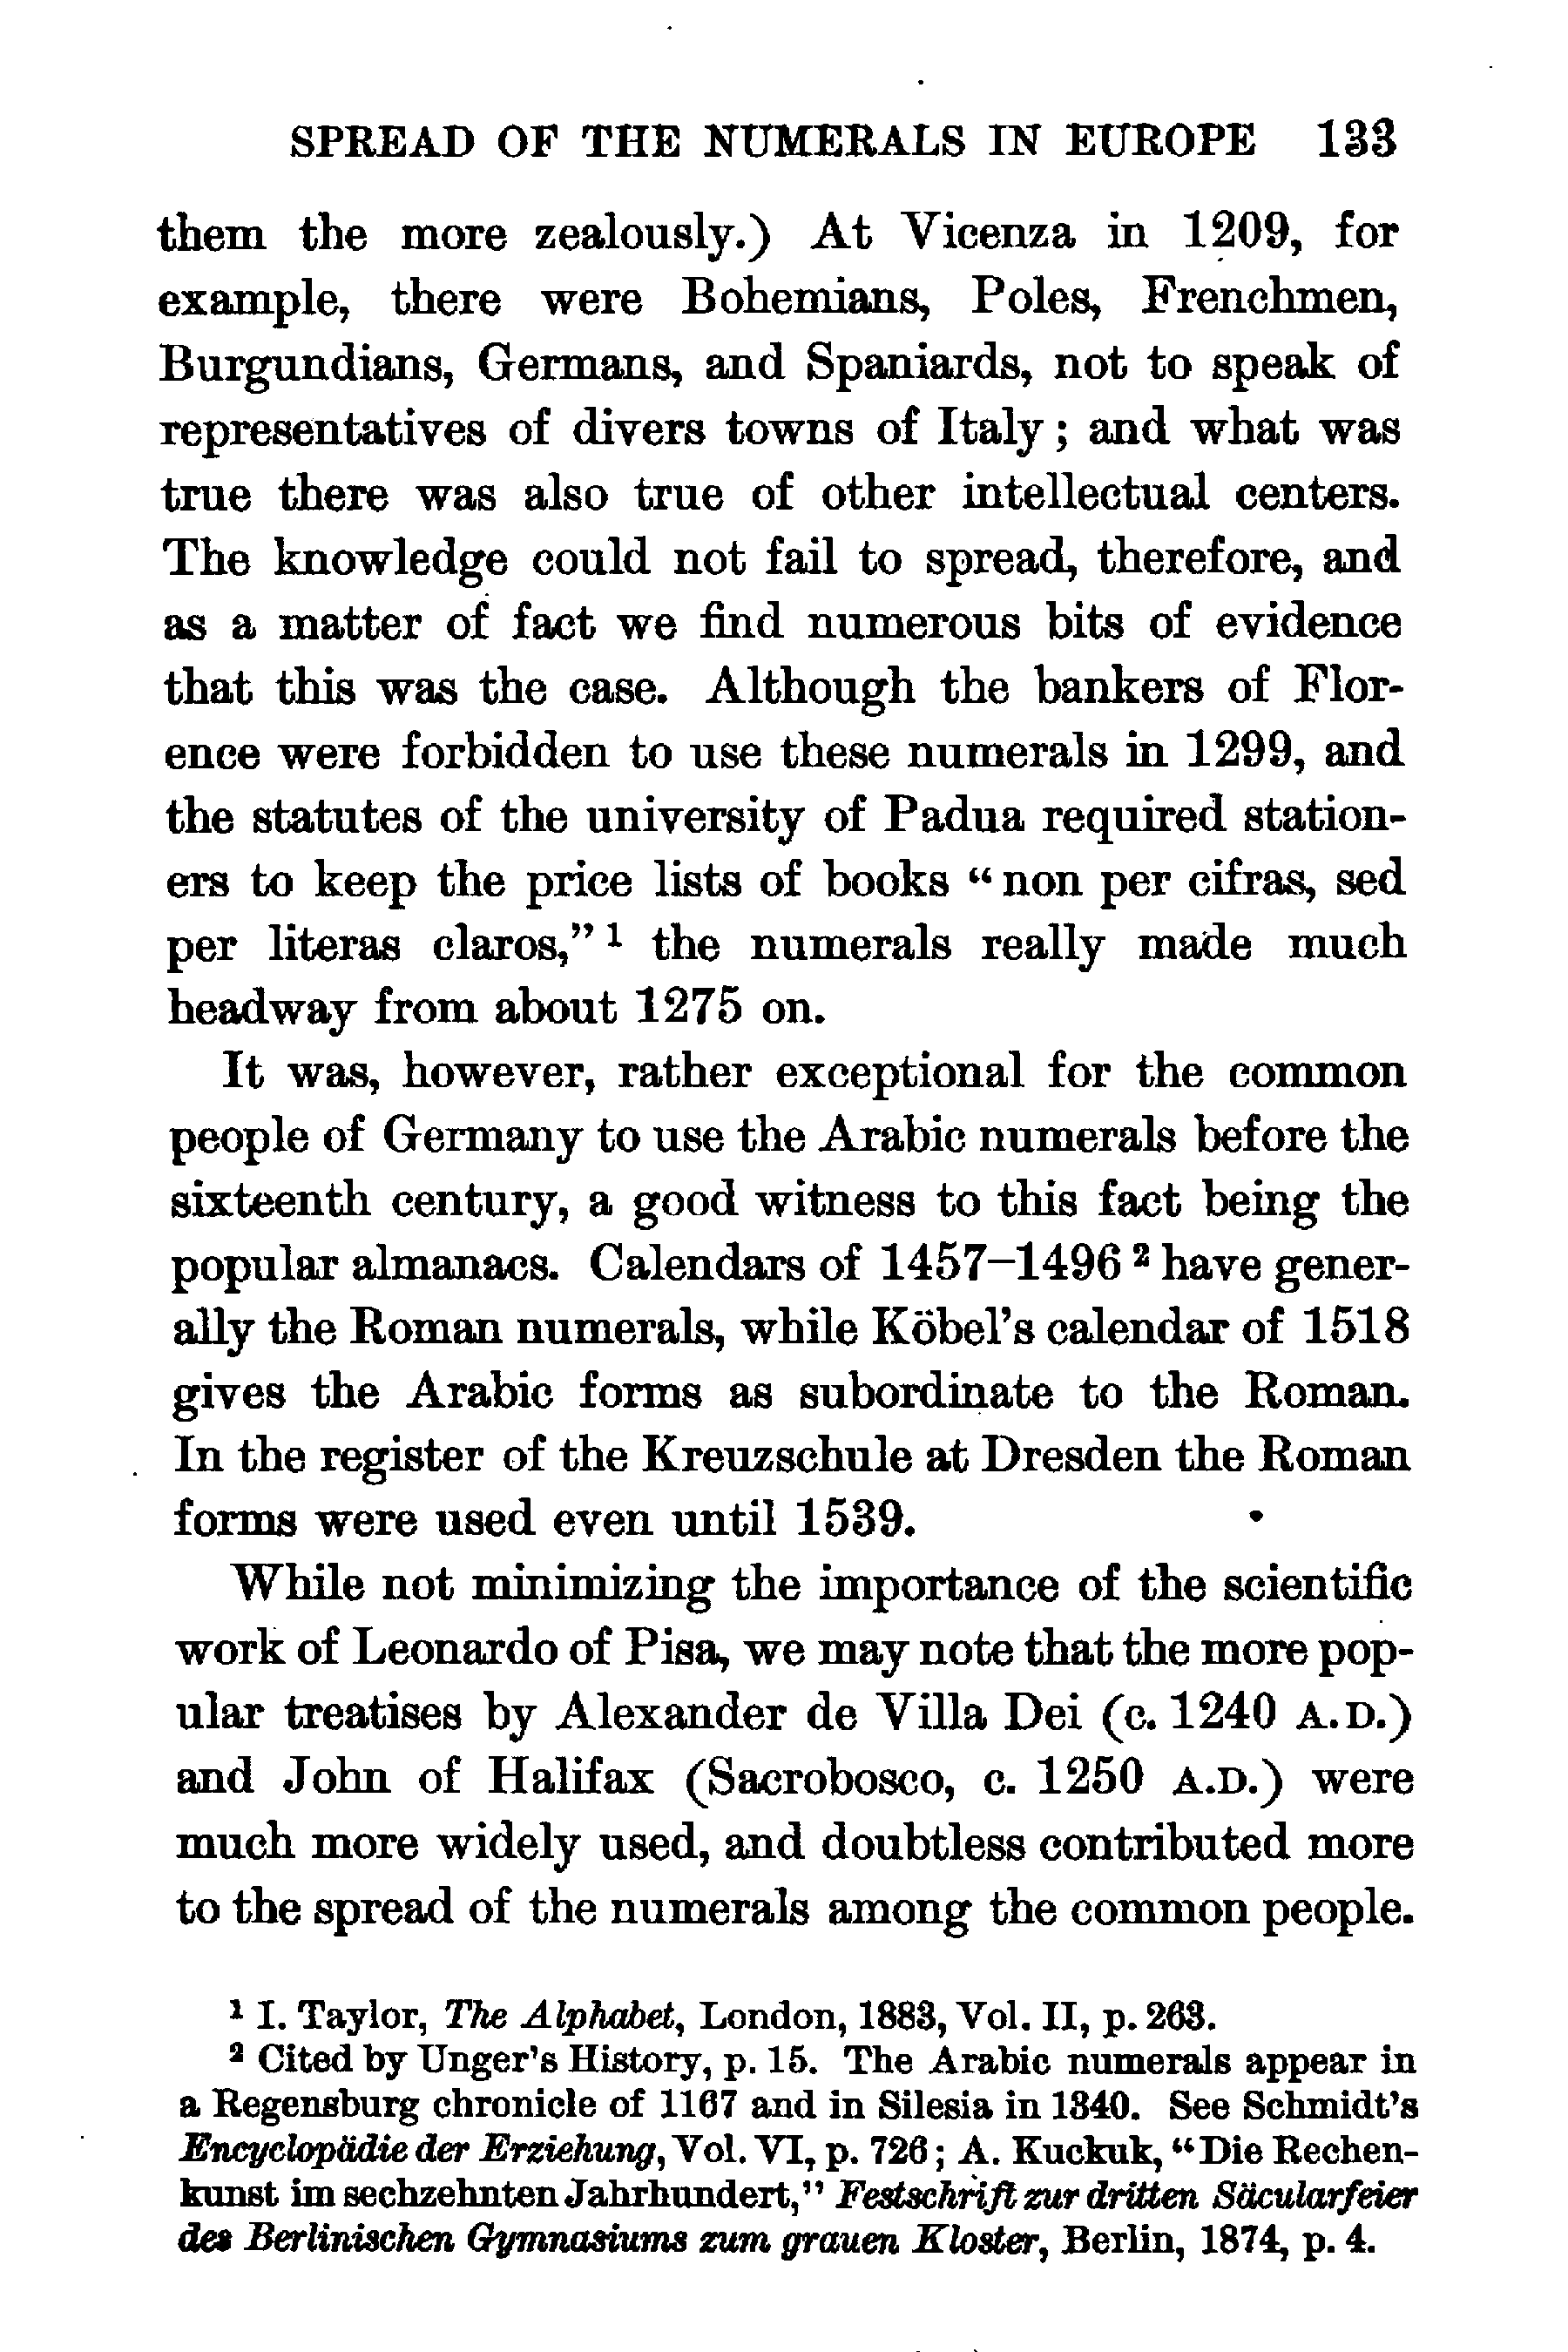 SPREAD OF THE NUMERALS IN EUROPE 133
them the more zealously.) At Vicenza in 1209, for
example, there were Bohemians, Poles, Frenchmen,
Burgundians, Germans, and Spaniards, not to speak of
representatives of divers towns of Italy; and what was
true there was also true of other intellectual centers.
The knowledge could not fail to spread, therefore, and
as a matter of fact we find numerous bits of evidence
that this was the case. Although the bankers of Flor-
ence were forbidden to use these numerals in 1299, and
the statutes of the university of Padua required station-
ers to keep the price lists of books “non per cifras, sed
per literas claros,”¹ the numerals really made much
headway from about 1275 on.
It was, however, rather exceptional for the common
people of Germany to use the Arabic numerals before the
sixteenth century, a good witness to this fact being the
popular almanacs. Calendars of 1457–1496² have gener-
ally the Roman numerals, while Köbel's calendar of 1518
gives the Arabic forms as subordinate to the Roman.
In the register of the Kreuzschule at Dresden the Roman
forms were used even until 1539.
While not minimizing the importance of the scientific
work of Leonardo of Pisa, we may note that the more pop-
ular treatises by Alexander de Villa Dei (c. 1240 A.D.)
and John of Halifax (Sacrobosco, c. 1250 A.D.) were
much more widely used, and doubtless contributed more
to the spread of the numerals among the common people.
¹ I. Taylor, The Alphabet, London, 1883, Vol. II, p. 263.
² Cited by Unger's History, p. 15. The Arabic numerals appear in
a Regensburg chronicle of 1167 and in Silesia in 1340. See Schmidt's
Encyclopädie der Erziehung, Vol. VI, p. 726; A. Kuckuk, “Die Rechen-
kunst im sechzehnten Jahrhundert,” Festschrift zur dritten Säcularfeier
des Berlinischen Gymnasiums zum grauen Kloster, Berlin, 1874, p. 4.